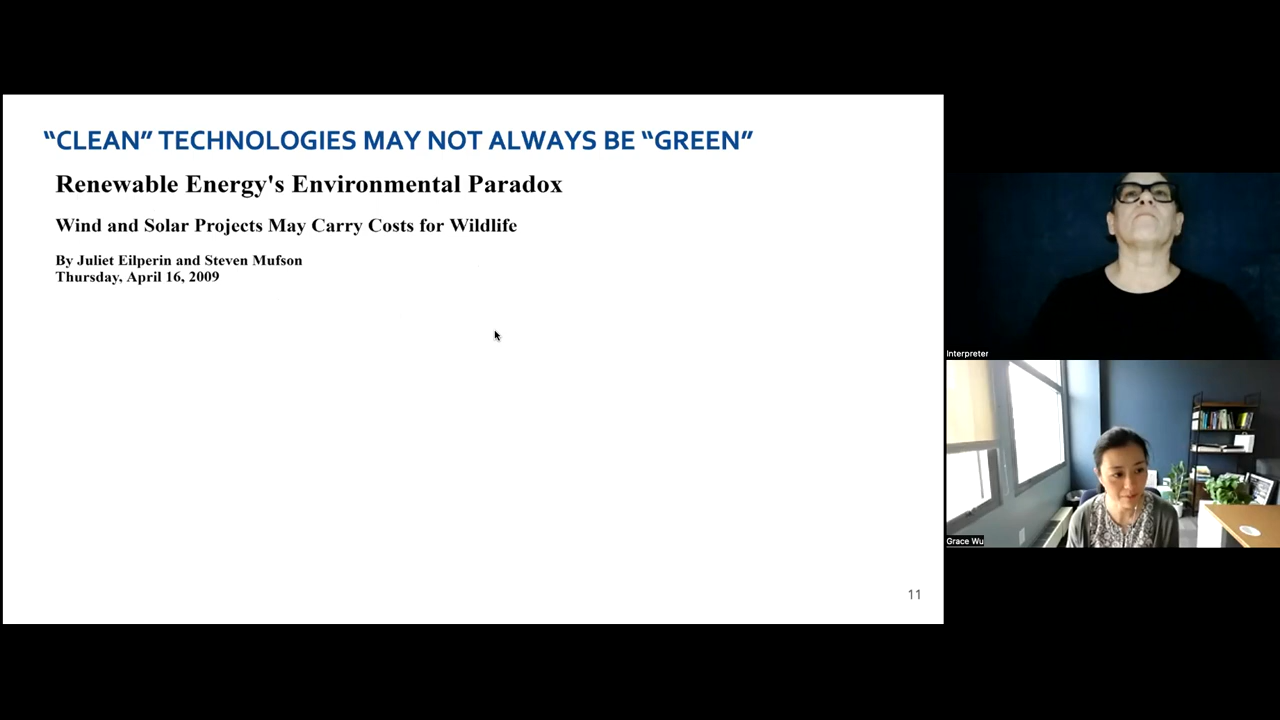 “CLEAN” TECHNOLOGIES MAY NOT ALWAYS BE “GREEN”
Renewable Energy's Environmental Paradox
Wind and Solar Projects May Carry Costs for Wildlife
By Juliet Eilperin and Steven Mufson
Thursday, April 16, 2009
11
Interpreter
Grace Wu